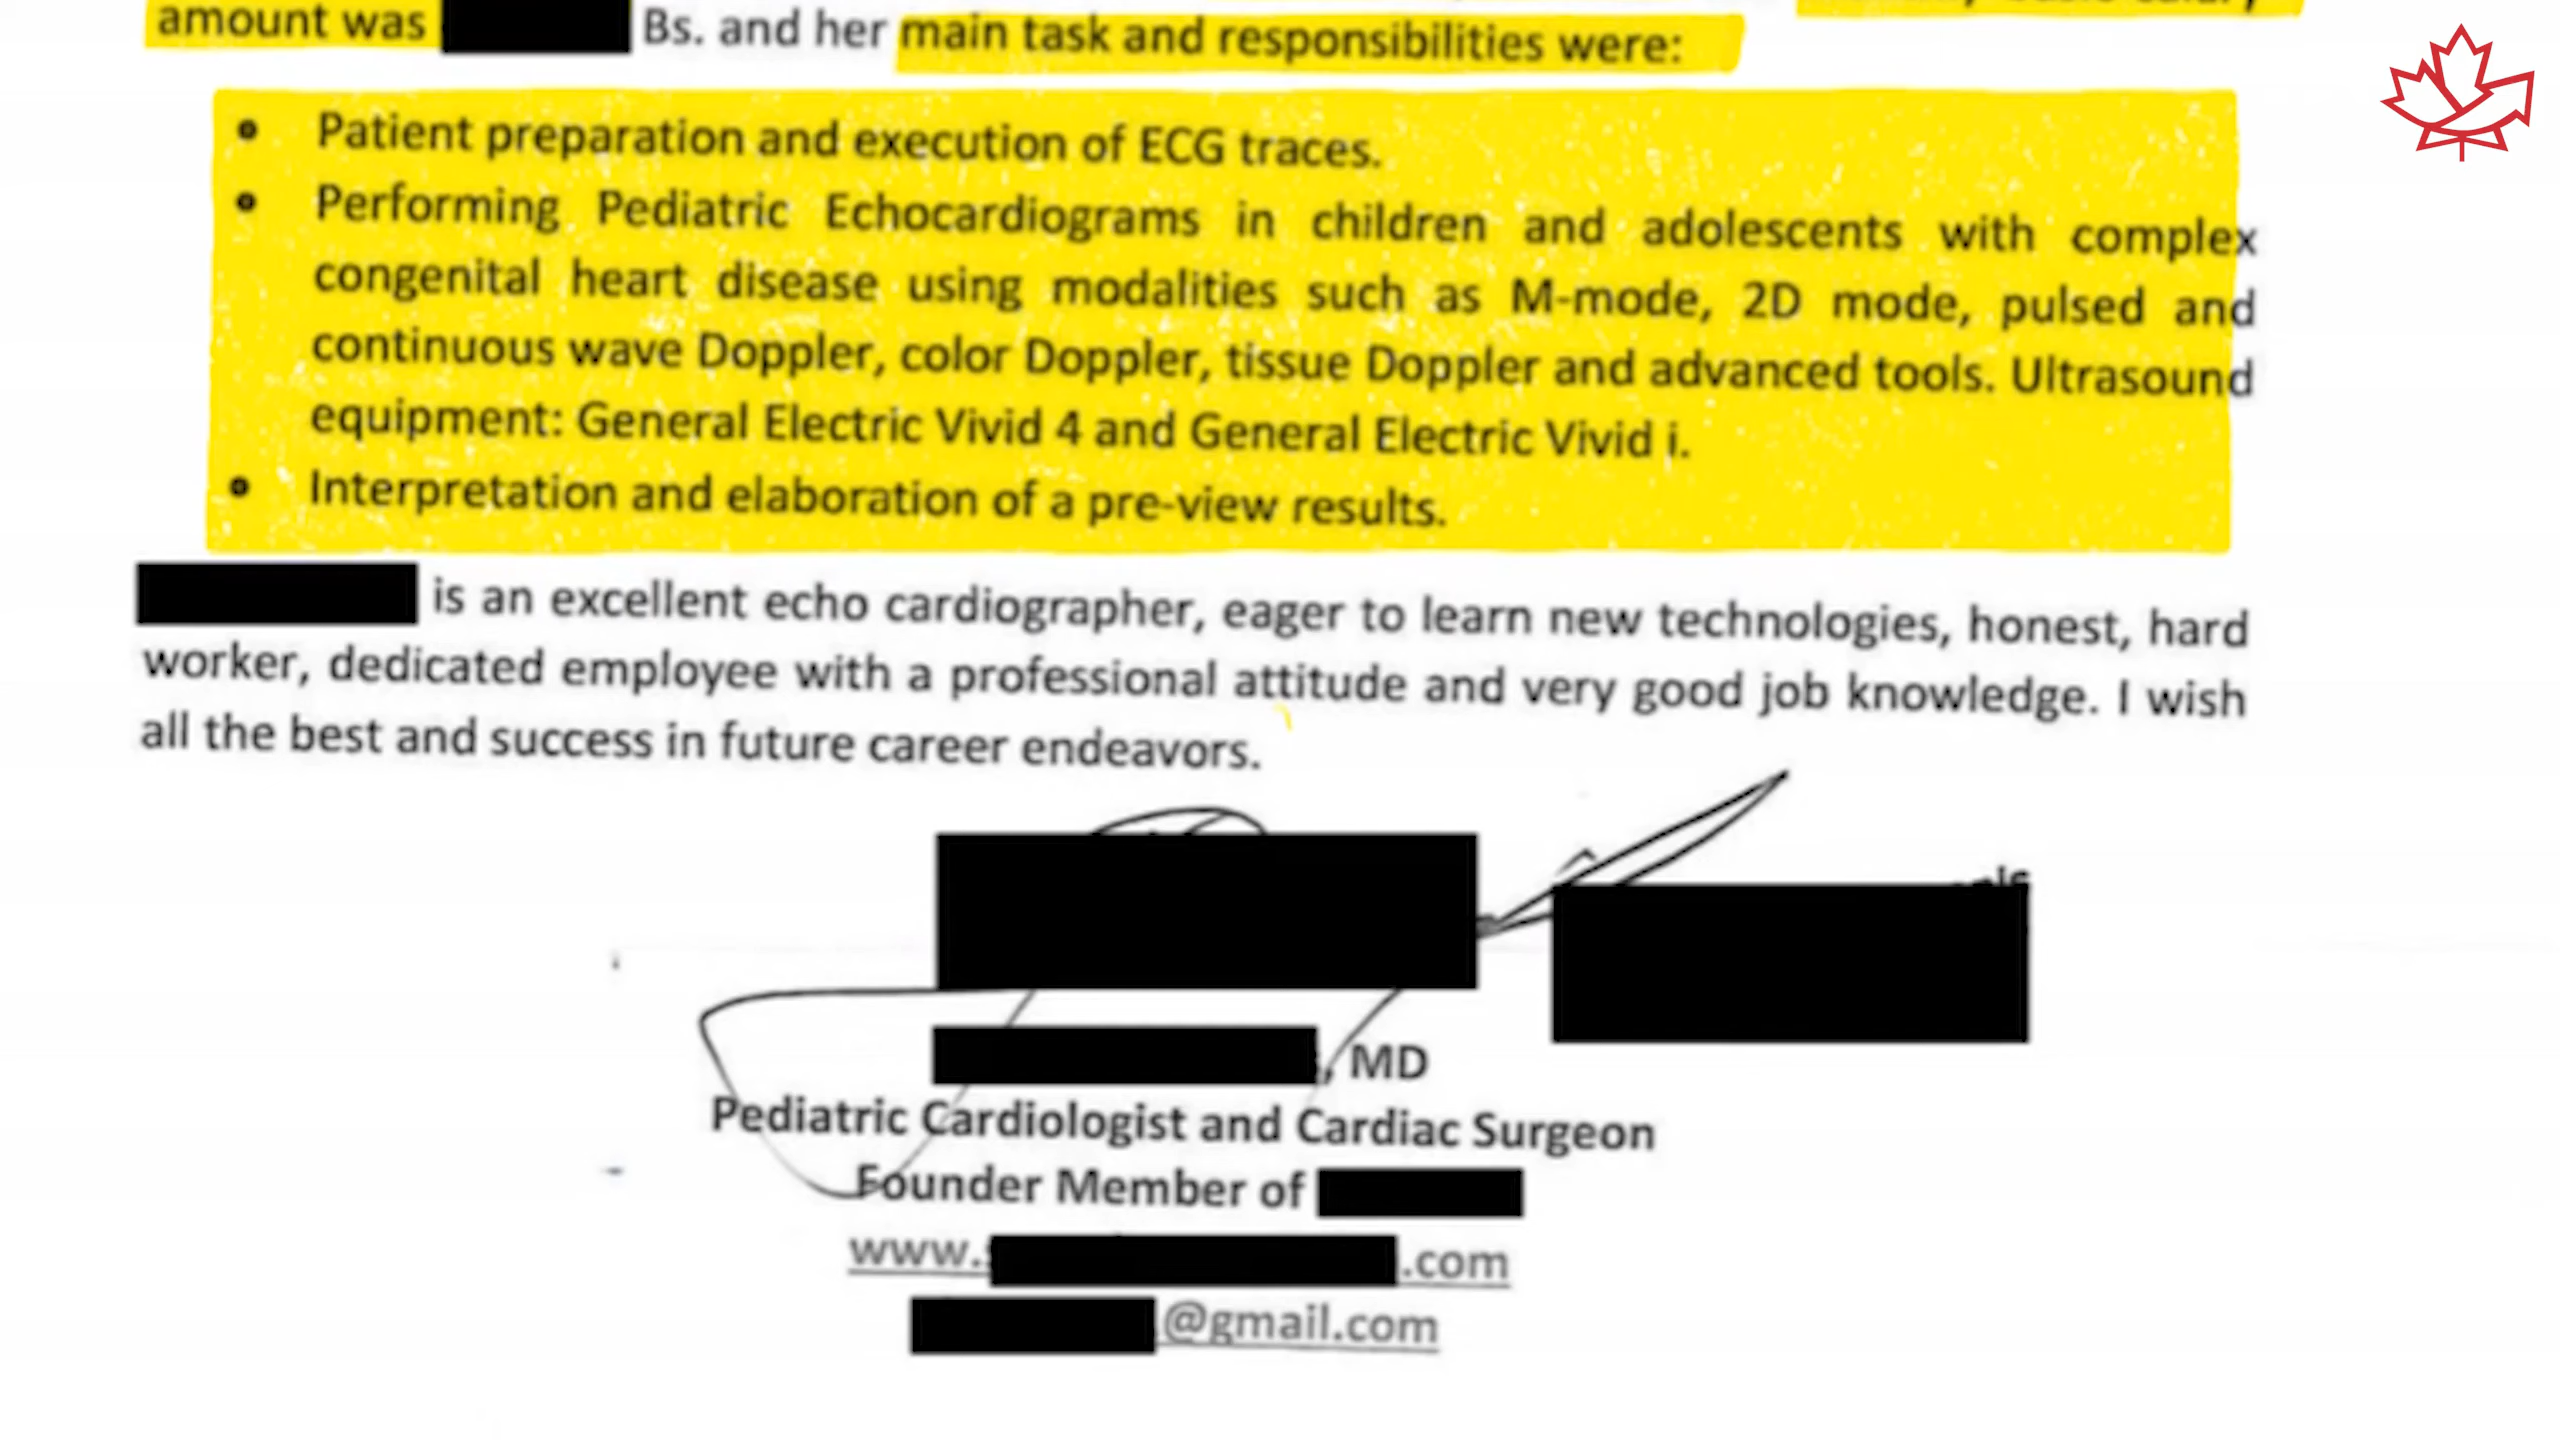 amount was Bs. and her main task and responsibilities were:
• Patient preparation and execution of ECG traces.
• Performing Pediatric Echocardiograms in children and adolescents with complex
congenital heart disease using modalities such as M-mode, 2D mode, pulsed and
continuous wave Doppler, color Doppler, tissue Doppler and advanced tools. Ultrasound
equipment: General Electric Vivid 4 and General Electric Vivid i.
• Interpretation and elaboration of a pre-view results.
is an excellent echo cardiographer, eager to learn new technologies, honest, hard
worker, dedicated employee with a professional attitude and very good job knowledge. I wish
all the best and success in future career endeavors.
, MD
Pediatric Cardiologist and Cardiac Surgeon
Founder Member of
www. .com
@gmail.com